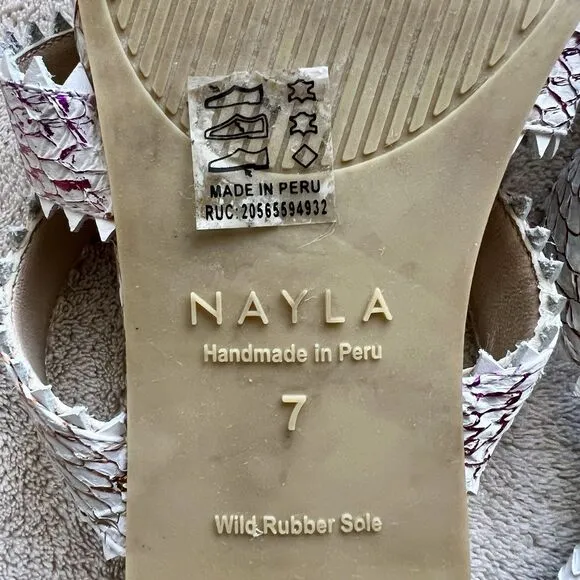 MADE IN PERU
RUC:20565594932
NAYLA
Handmade in Peru
7
Wild Rubber Sole